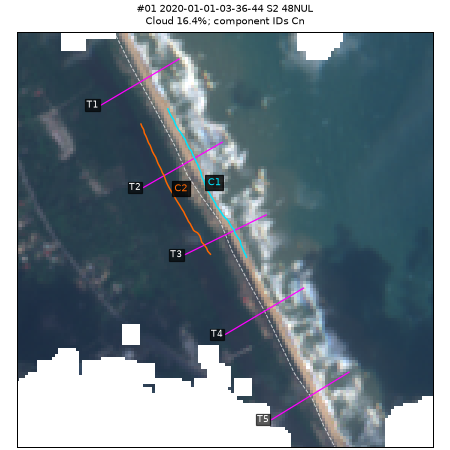 #01 2020-01-01-03-36-44 S2 48NUL
Cloud 16.4%; component IDs Cn
T1
C1
T2
C2
T3
T4
T5